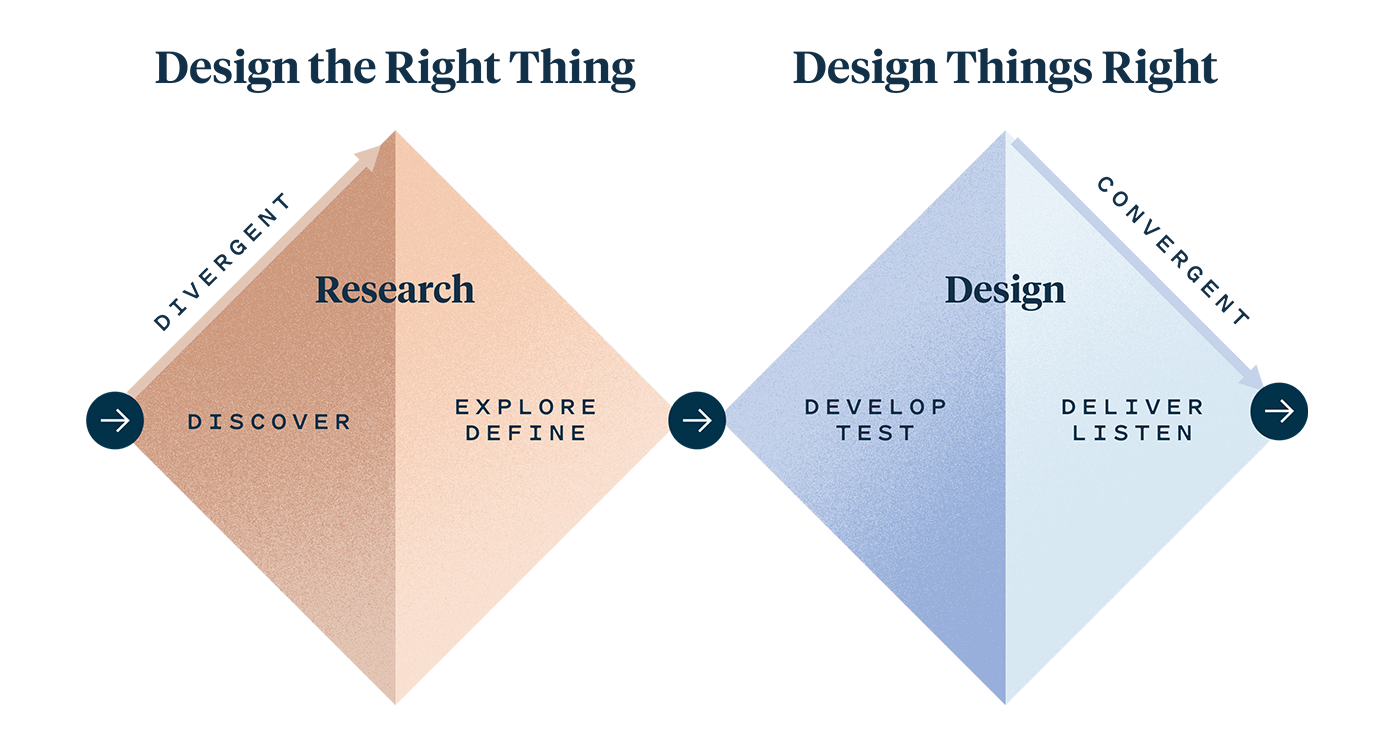 Design the Right Thing
Design Things Right
DIVERGENT
CONVERGENT
Research
Design
DISCOVER
EXPLORE
DEFINE
DEVELOP
TEST
DELIVER
LISTEN